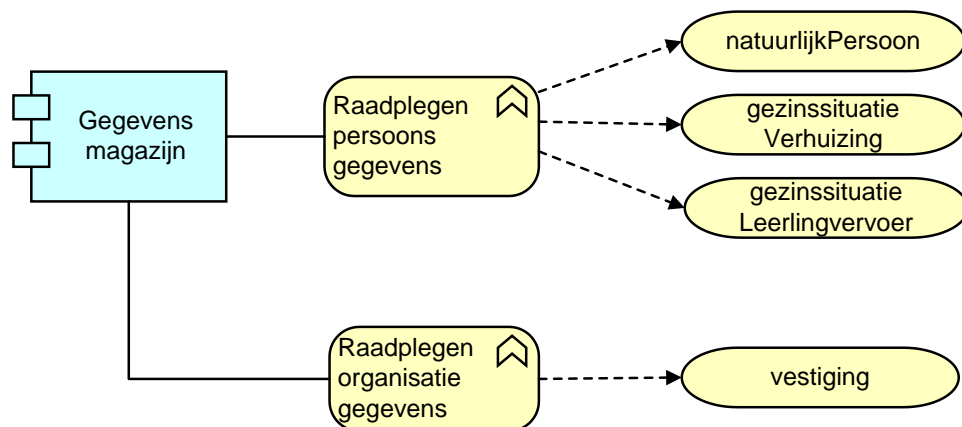 natuurlijkPersoon
Gegevens
magazijn
Raadplegen
persoons
gegevens
gezinssituatie
Verhuizing
gezinssituatie
Leerlingvervoer
Raadplegen
organisatie
gegevens
vestiging